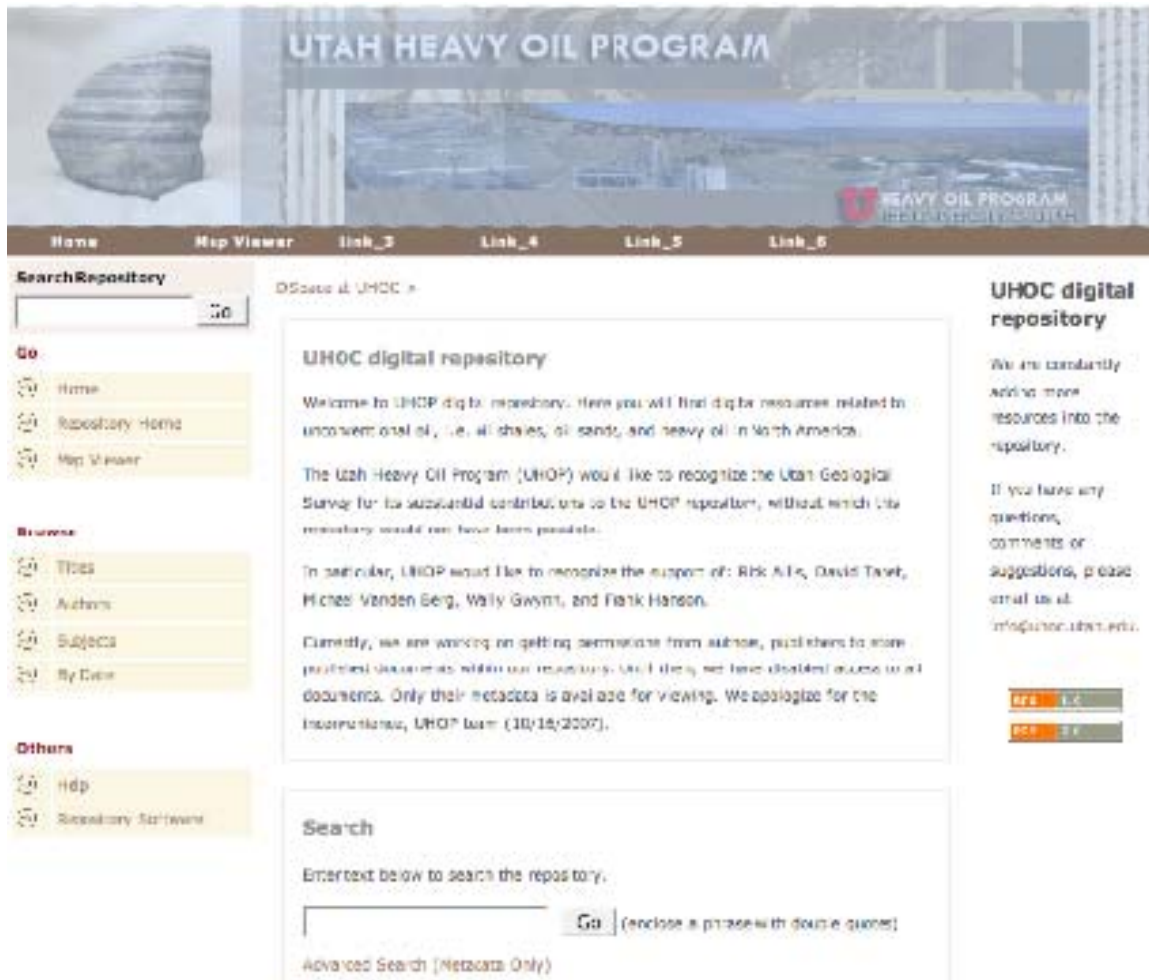 UTAH HEAVY OIL PROGRAM
HEAVY OIL PROGRAM
Home Map Viewer link_3 Link_4 Link_5 Link_6
SearchRepository
Go
Go
Home
Repository Home
Map Viewer
Browse
Titles
Authors
Subjects
By Date
Others
Help
Repository Software
DSpace at UHOC >
UHOC digital repository
Welcome to UHOP digital repository. Here you will find digital resources related to
unconventional oil, i.e. oil shales, oil sands, and heavy oil in North America.
The Utah Heavy Oil Program (UHOP) would like to recognize the Utah Geological
Survey for its substantial contributions to the UHOP repository, without which this
repository would not have been possible.
In particular, UHOP would like to recognize the support of: Rick Allis, David Tabet,
Michael Vanden Berg, Wally Gwynn, and Frank Hanson.
Currently, we are working on getting permissions from authors, publishers to store
published documents within our repository. Until then, we have disabled access to all
documents. Only their metadata is available for viewing. We apologize for the
inconvenience, UHOP team (10/16/2007).
Search
Enter text below to search the repository.
Go (enclose a phrase with double quotes)
Advanced Search (Metadata Only)
UHOC digital
repository
We are constantly
adding more
resources into the
repository.
If you have any
questions,
comments or
suggestions, please
email us at
info@uhoc.utah.edu.